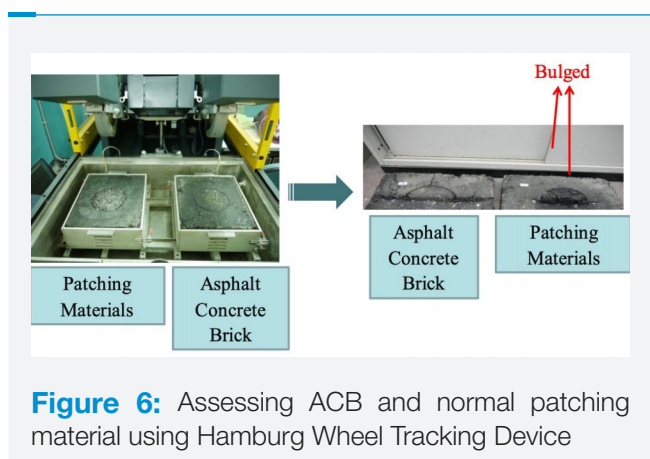 Bulged
Patching
Materials
Asphalt
Concrete
Brick
Asphalt
Concrete
Brick
Patching
Materials
Figure 6: Assessing ACB and normal patching
material using Hamburg Wheel Tracking Device